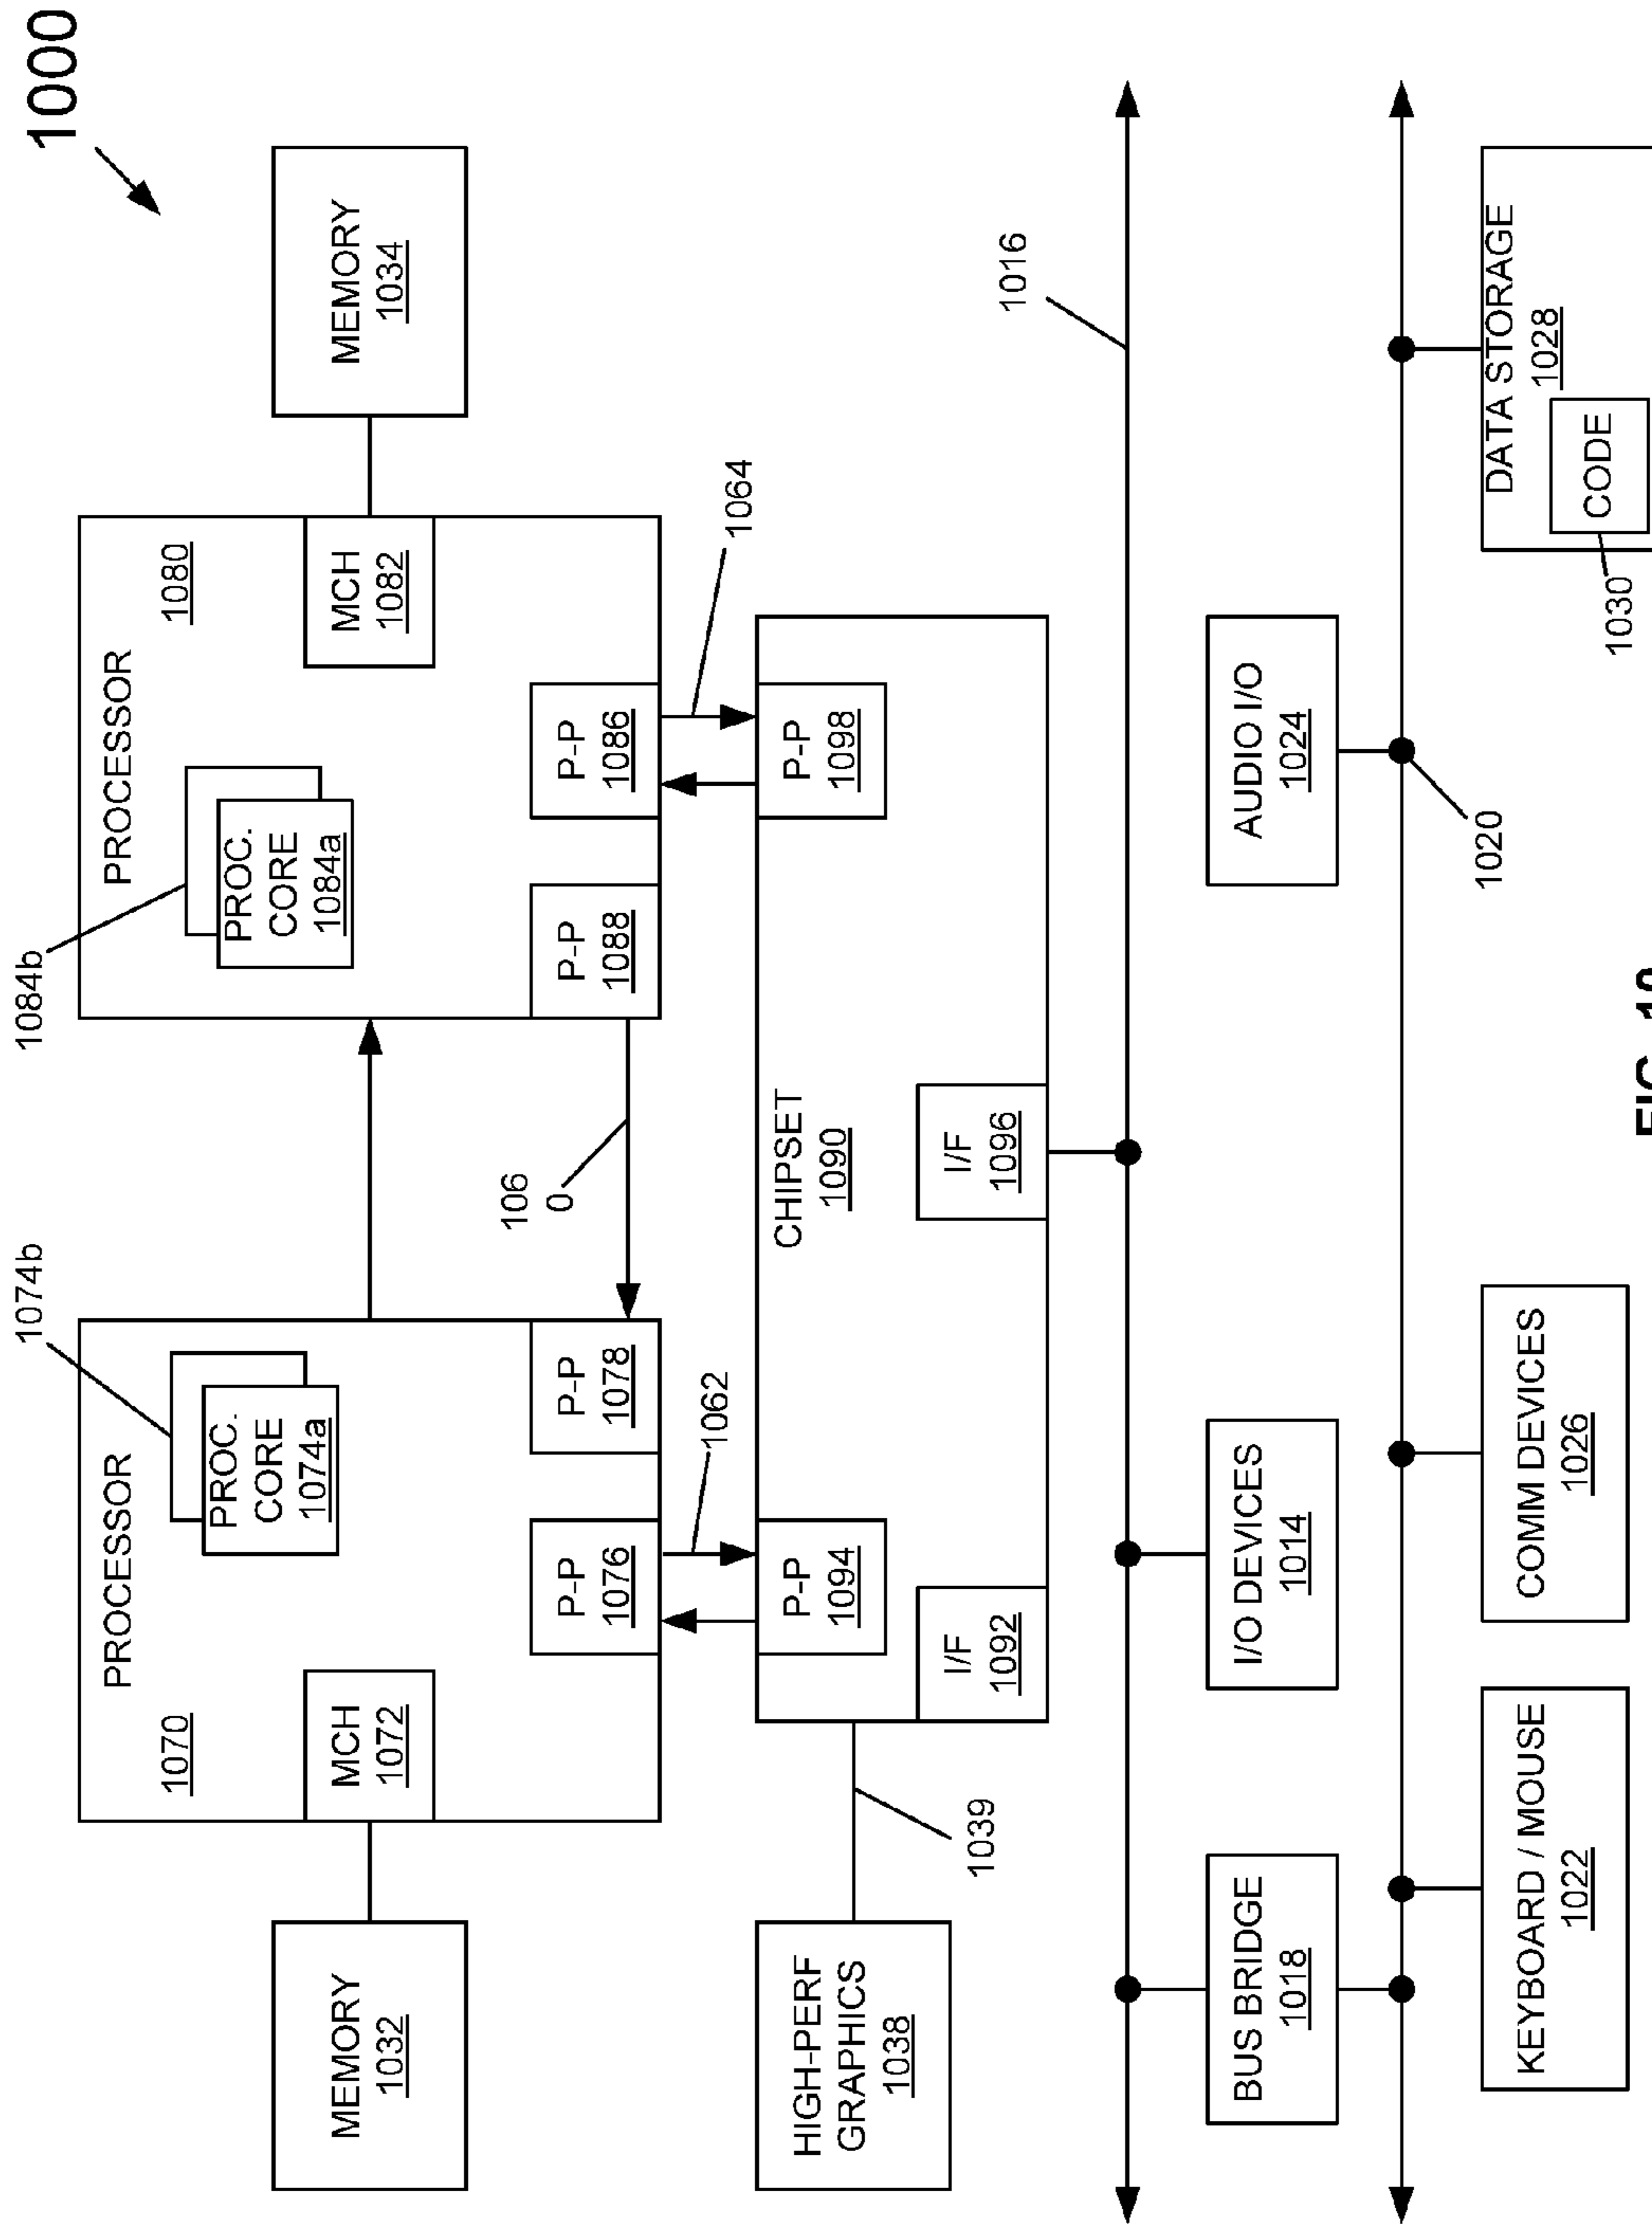 1000
1074b
1084b
PROCESSOR
1070
PROC.
CORE
1074a
PROCESSOR
1080
PROC.
CORE
1084a
MEMORY
1032
MCH
1072
MCH
1082
MEMORY
1034
106
0
P-P
1076
P-P
1078
P-P
1088
P-P
1086
1062
1064
HIGH-PERF
GRAPHICS
1038
1039
P-P
1094
CHIPSET
1090
P-P
1098
I/F
1092
I/F
1096
1016
BUS BRIDGE
1018
I/O DEVICES
1014
AUDIO I/O
1024
1020
KEYBOARD / MOUSE
1022
COMM DEVICES
1026
DATA STORAGE
1028
CODE
1030
FIG.